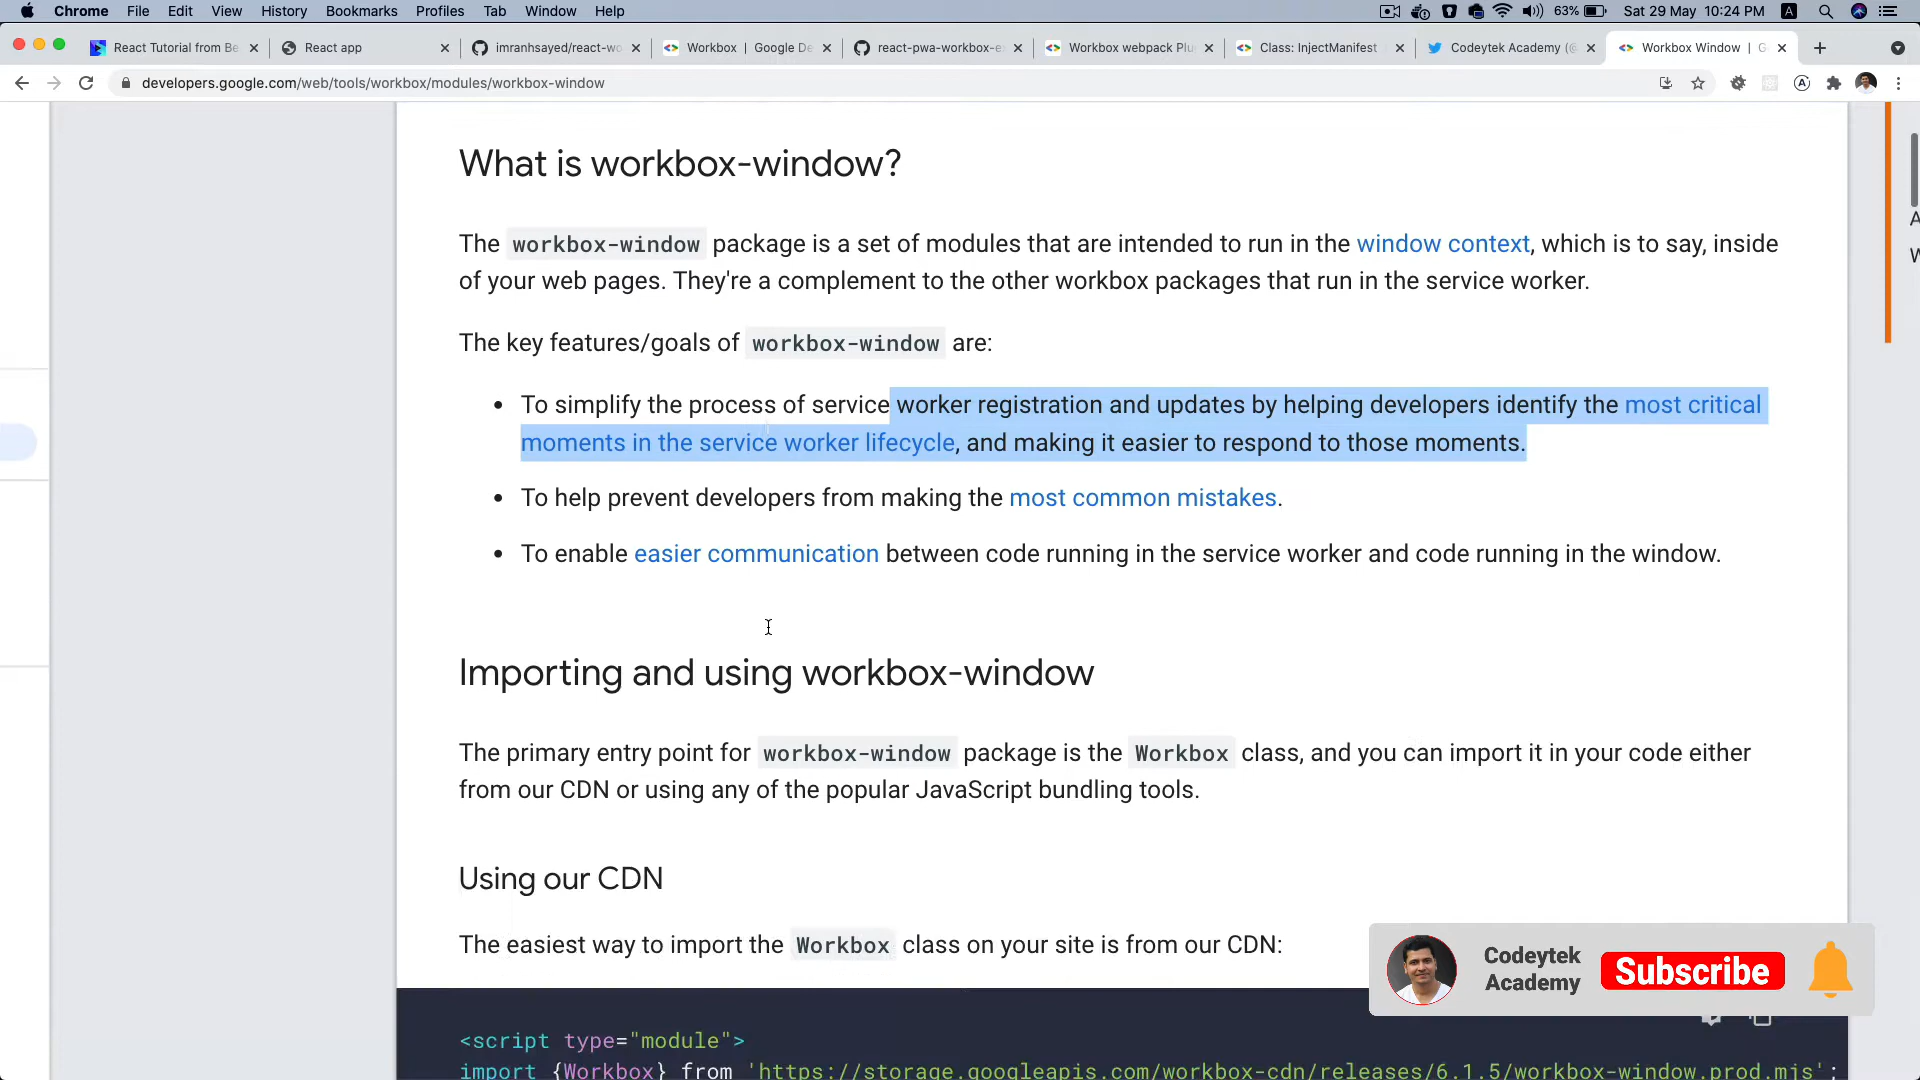 Chrome File Edit View History Bookmarks Profiles Tab Window Help 63% Sat 29 May 10:24 PM A
React Tutorial from Be React app imranhsayed/react-wo Workbox | Google De react-pwa-workbox-e Workbox webpack Plu Class: InjectManifest Codeytek Academy (@ Workbox Window | G
developers.google.com/web/tools/workbox/modules/workbox-window
What is workbox-window?
The workbox-window package is a set of modules that are intended to run in the window context, which is to say, inside
of your web pages. They're a complement to the other workbox packages that run in the service worker.
The key features/goals of workbox-window are:
• To simplify the process of service worker registration and updates by helping developers identify the most critical
moments in the service worker lifecycle, and making it easier to respond to those moments.
• To help prevent developers from making the most common mistakes.
• To enable easier communication between code running in the service worker and code running in the window.
Importing and using workbox-window
The primary entry point for workbox-window package is the Workbox class, and you can import it in your code either
from our CDN or using any of the popular JavaScript bundling tools.
Using our CDN
The easiest way to import the Workbox class on your site is from our CDN:
Codeytek
Academy
Subscribe
<script type="module">
import {Workbox} from 'https://storage.googleapis.com/workbox-cdn/releases/6.1.5/workbox-window.prod.mjs';